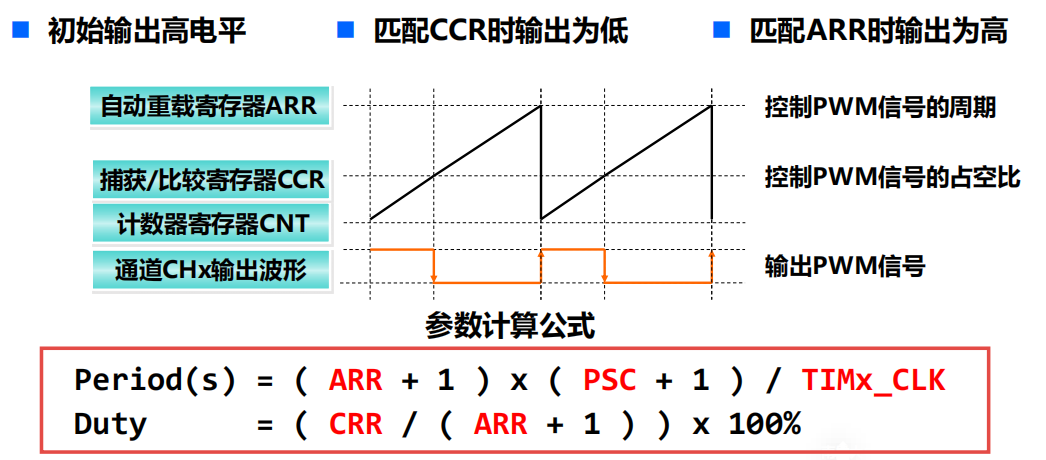 初始输出高电平 匹配CCR时输出为低 匹配ARR时输出为高
自动重载寄存器ARR 控制PWM信号的周期
捕获/比较寄存器CCR 控制PWM信号的占空比
计数器寄存器CNT
通道CHx输出波形 输出PWM信号
参数计算公式
Period(s) = ( ARR + 1 ) x ( PSC + 1 ) / TIMx_CLK
Duty = ( CRR / ( ARR + 1 ) ) x 100%